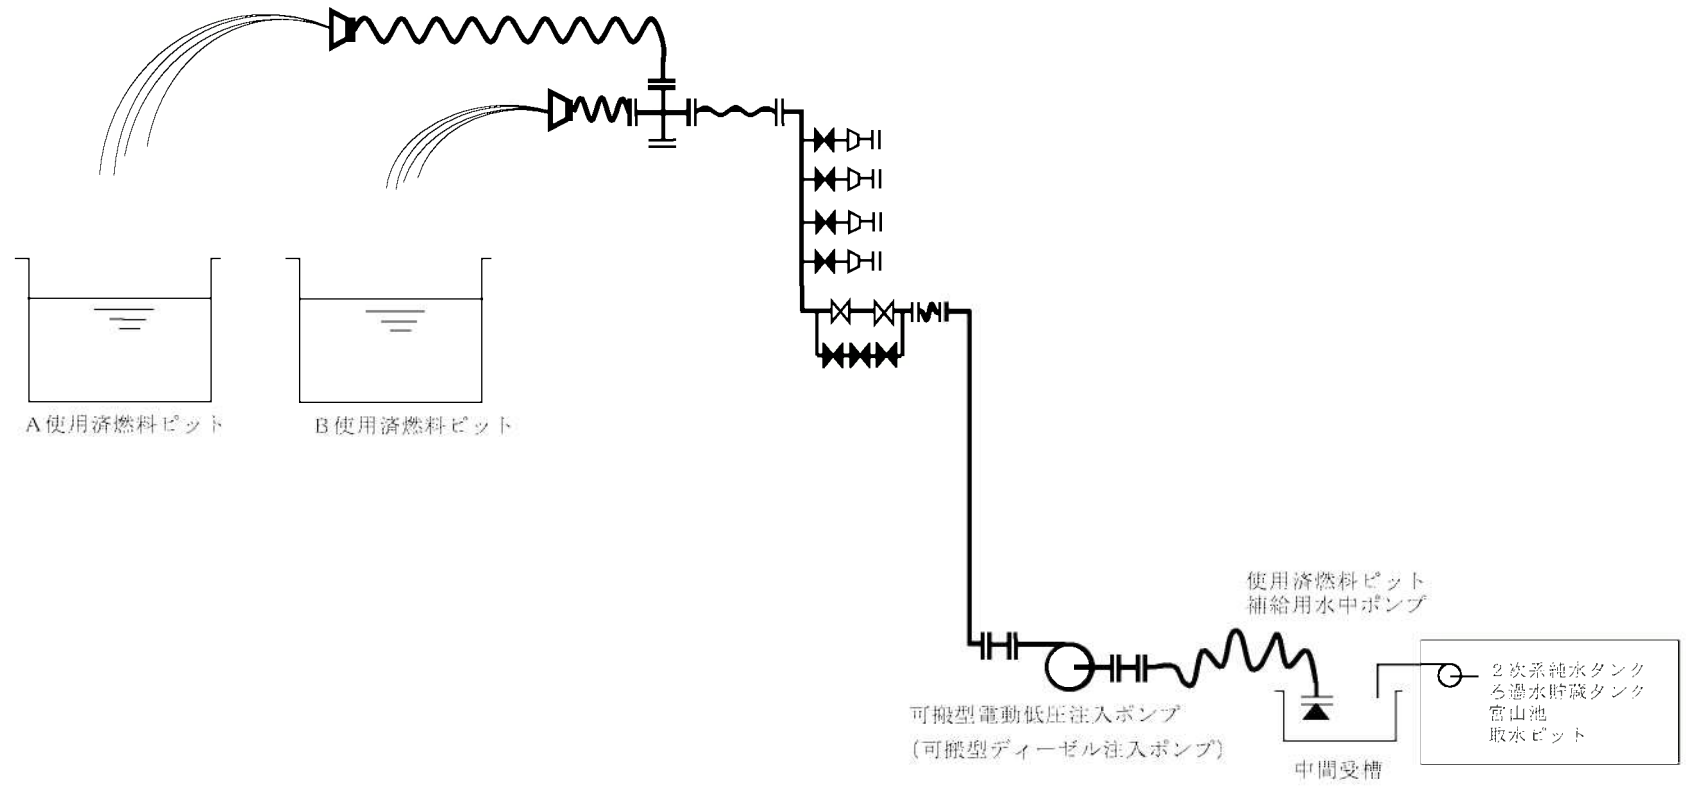 A使用済燃料ピット
B使用済燃料ピット
使用済燃料ピット
補給用水中ポンプ
2次系純水タンク
ろ過水貯蔵タンク
宮山池
取水ピット
可搬型電動低圧注入ポンプ
（可搬型ディーゼル注入ポンプ）
中間受槽